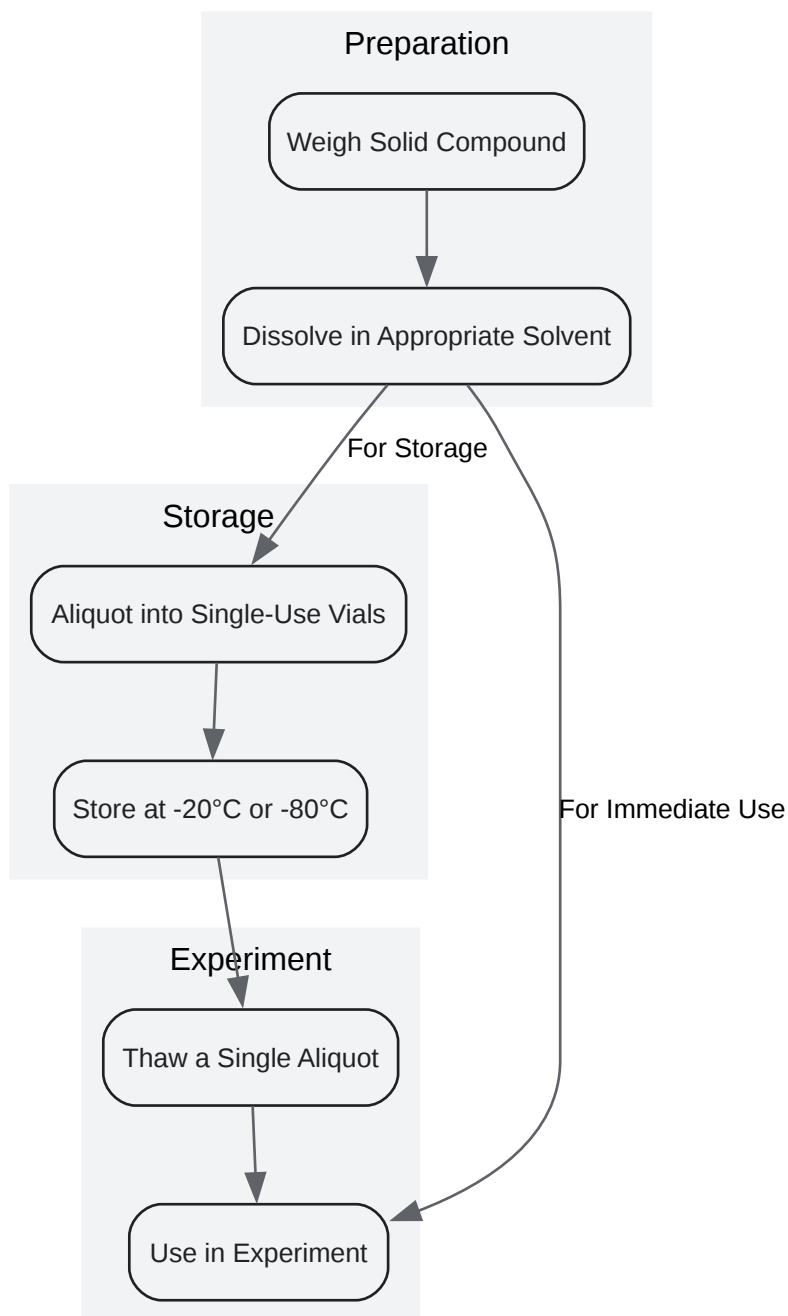 Preparation
Weigh Solid Compound
Dissolve in Appropriate Solvent
For Storage
Storage
Aliquot into Single-Use Vials
Store at -20°C or -80°C
For Immediate Use
Experiment
Thaw a Single Aliquot
Use in Experiment